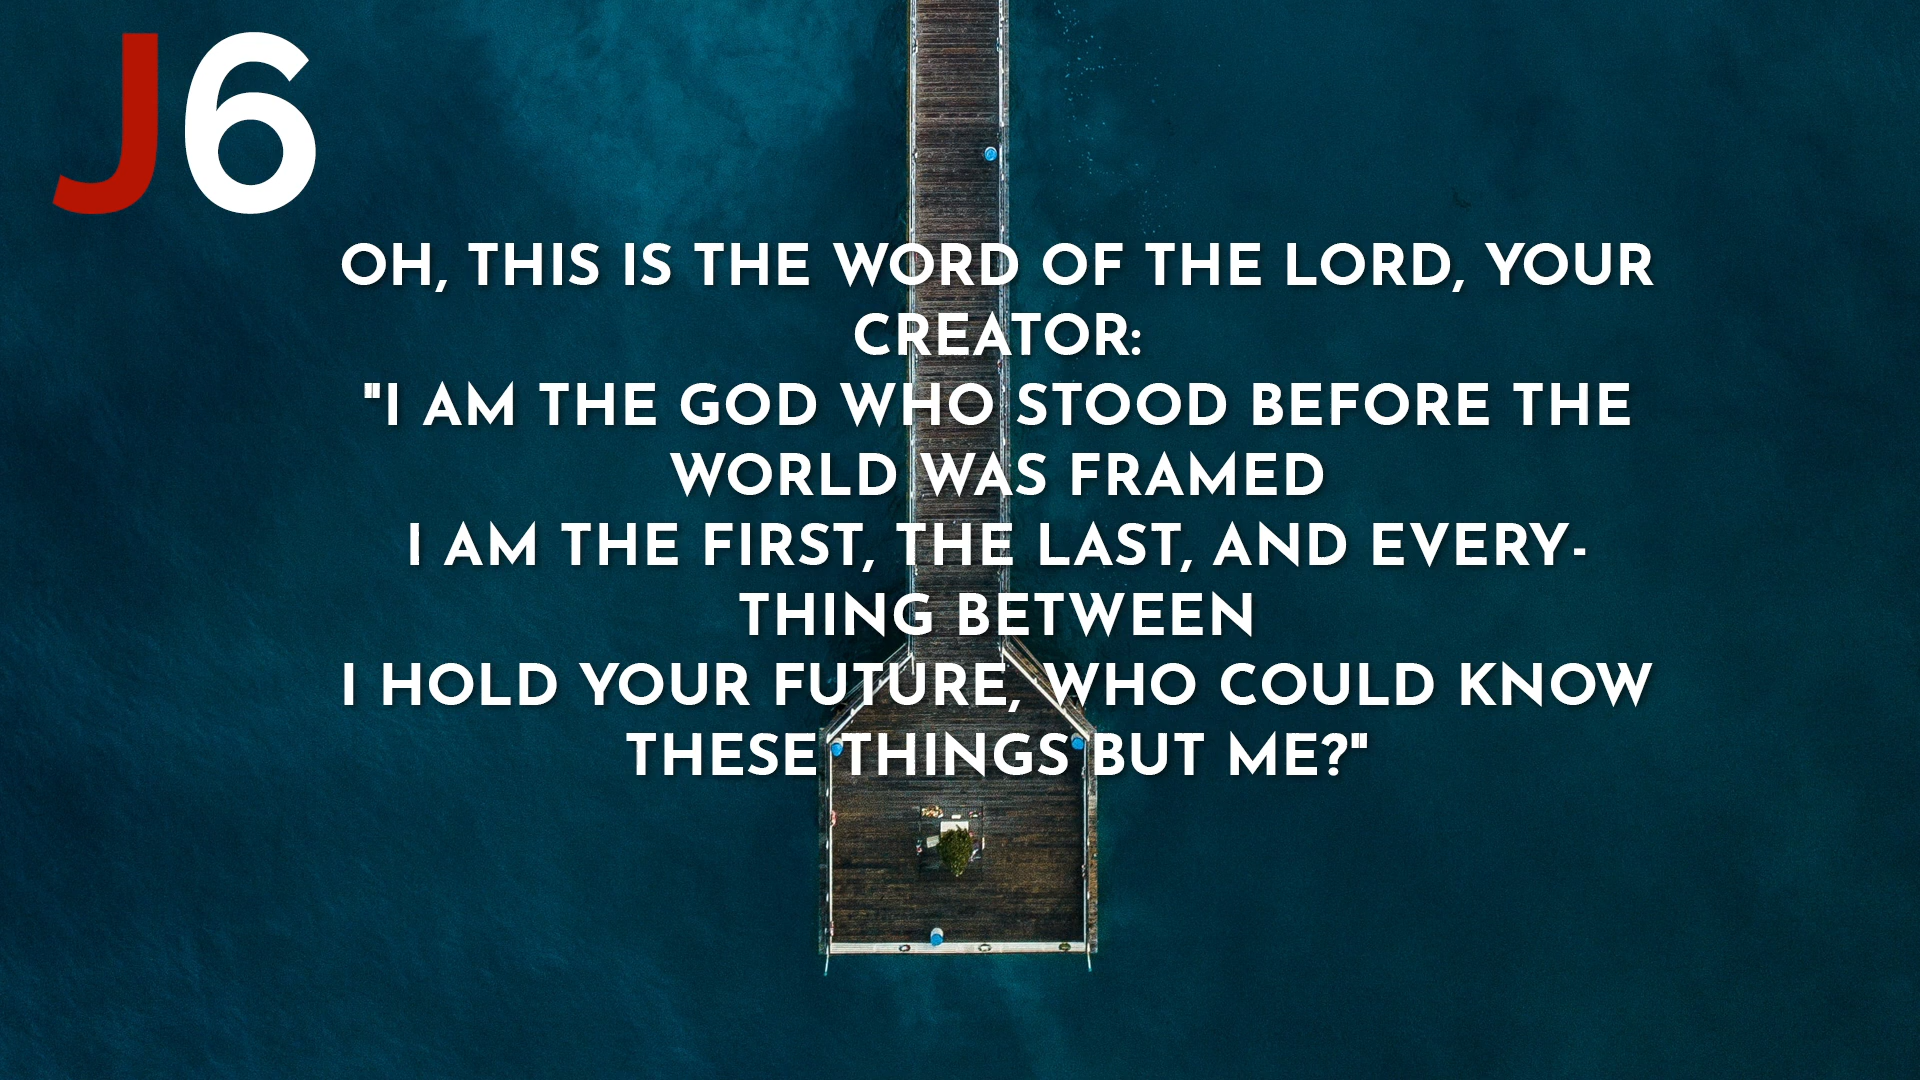 J6
OH, THIS IS THE WORD OF THE LORD, YOUR
CREATOR:
"I AM THE GOD WHO STOOD BEFORE THE
WORLD WAS FRAMED
I AM THE FIRST, THE LAST, AND EVERY-
THING BETWEEN
I HOLD YOUR FUTURE, WHO COULD KNOW
THESE THINGS BUT ME?"